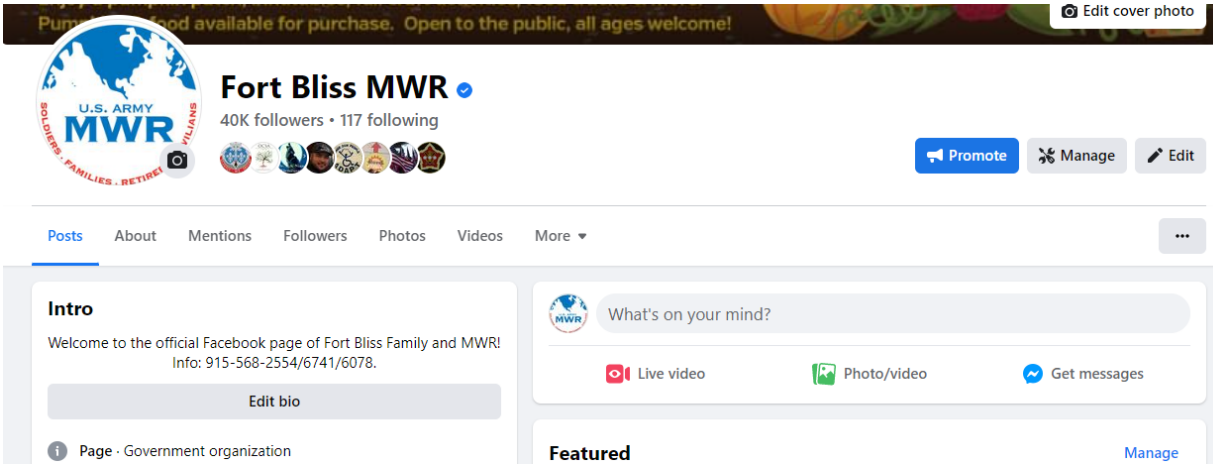 food available for purchase. Open to the public, all ages welcome!
Edit cover photo
U.S. ARMY
MWR
SOLDIERS . FAMILIES . RETIRE
Fort Bliss MWR
40K followers • 117 following
Promote
Manage
Edit
Posts
About
Mentions
Followers
Photos
Videos
More
Intro
Welcome to the official Facebook page of Fort Bliss Family and MWR!
Info: 915-568-2554/6741/6078.
Edit bio
Page · Government organization
MWR
What's on your mind?
Live video
Photo/video
Get messages
Featured
Manage